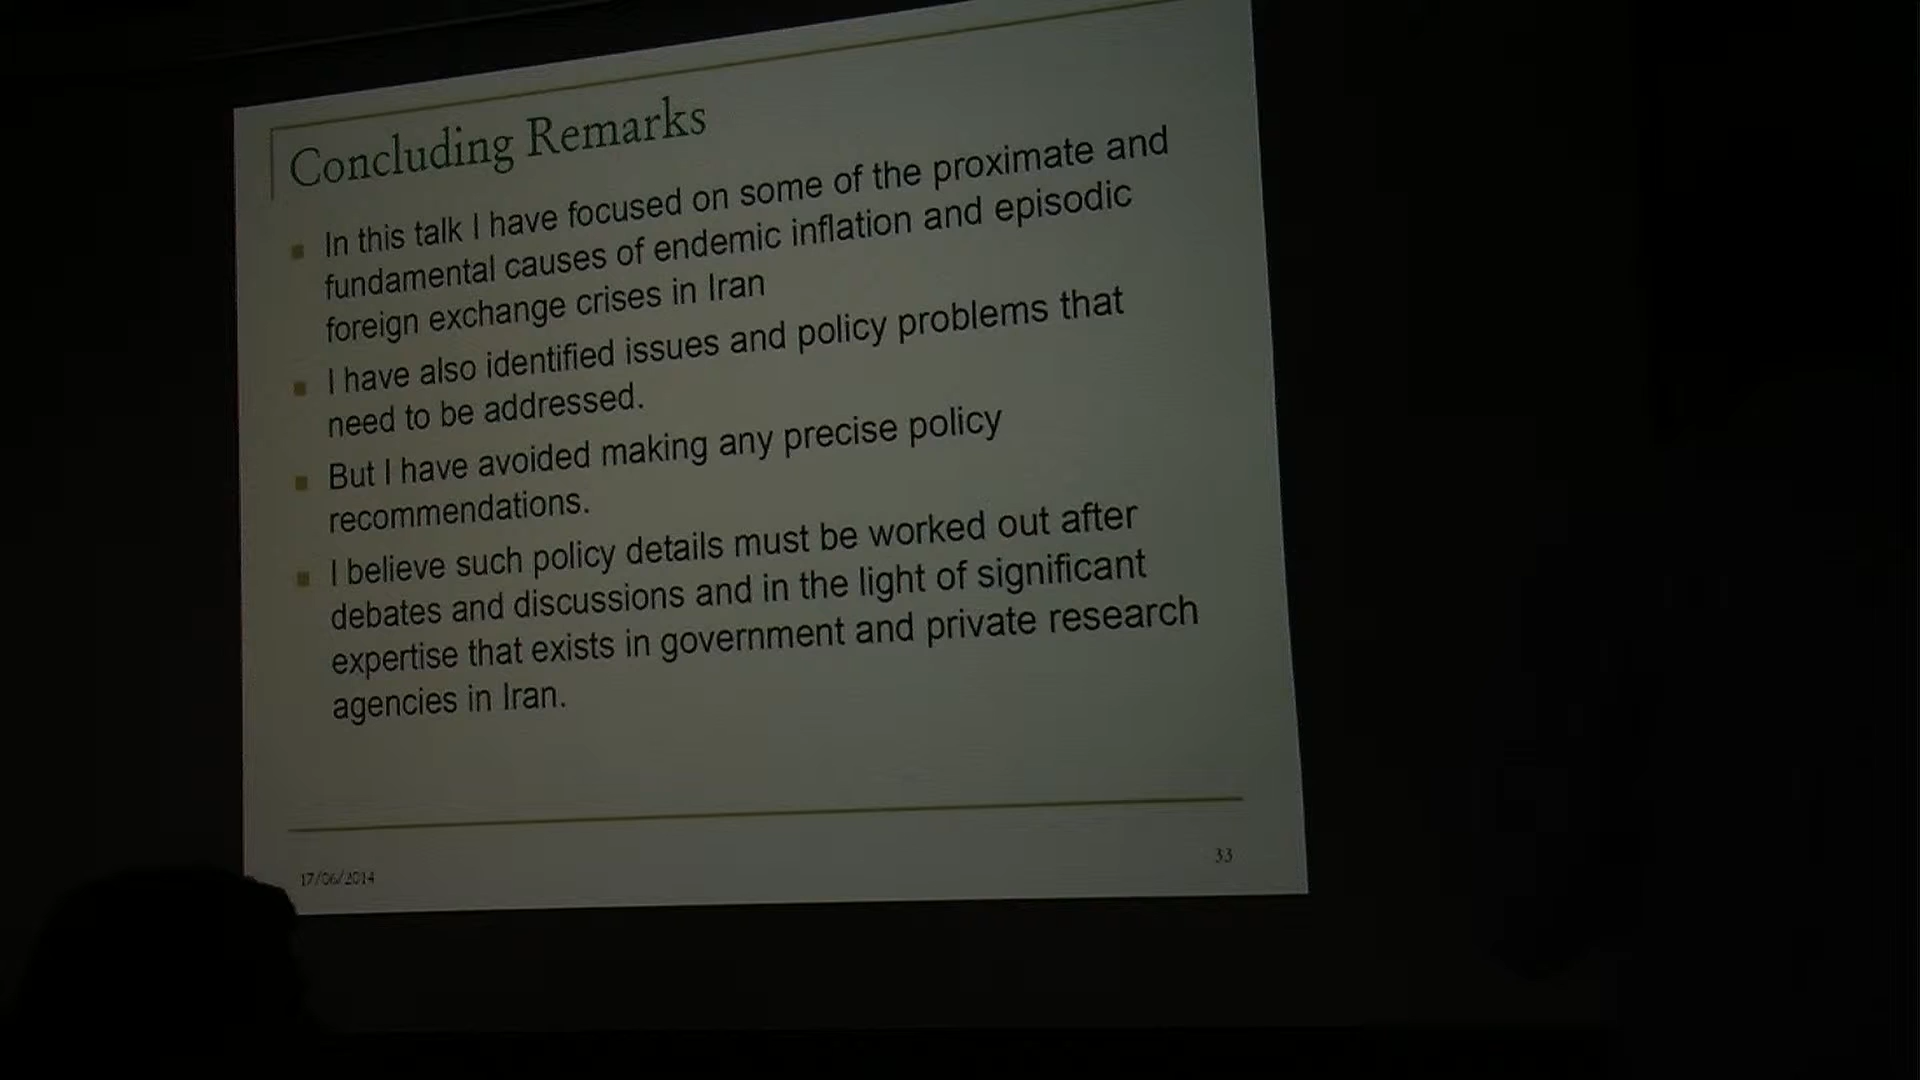 Concluding Remarks
In this talk I have focused on some of the proximate and
fundamental causes of endemic inflation and episodic
foreign exchange crises in Iran
I have also identified issues and policy problems that
need to be addressed.
But I have avoided making any precise policy
recommendations.
I believe such policy details must be worked out after
debates and discussions and in the light of significant
expertise that exists in government and private research
agencies in Iran.
17/06/2014
33